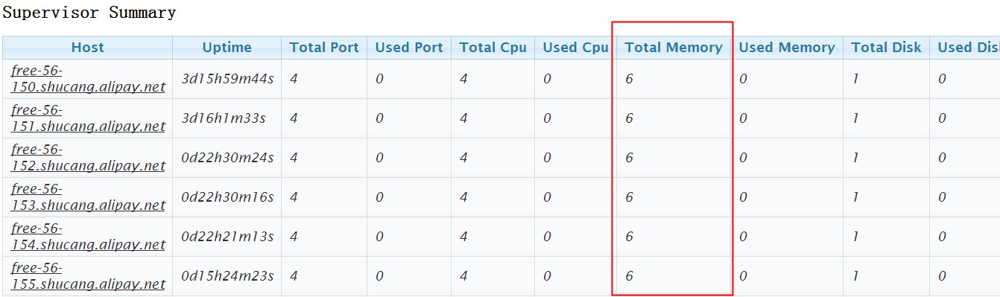 Supervisor Summary
Host Uptime Total Port Used Port Total Cpu Used Cpu Total Memory Used Memory Total Disk Used Dis
free-56-
150.shucang.alipay.net 3d15h59m44s 4 0 4 0 6 0 1 0
free-56-
151.shucang.alipay.net 3d16h1m33s 4 0 4 0 6 0 1 0
free-56-
152.shucang.alipay.net 0d22h30m24s 4 0 4 0 6 0 1 0
free-56-
153.shucang.alipay.net 0d22h30m16s 4 0 4 0 6 0 1 0
free-56-
154.shucang.alipay.net 0d22h21m13s 4 0 4 0 6 0 1 0
free-56-
155.shucang.alipay.net 0d15h24m23s 4 0 4 0 6 0 1 0